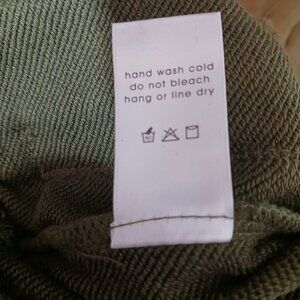 hand wash cold
do not bleach
hang or line dry